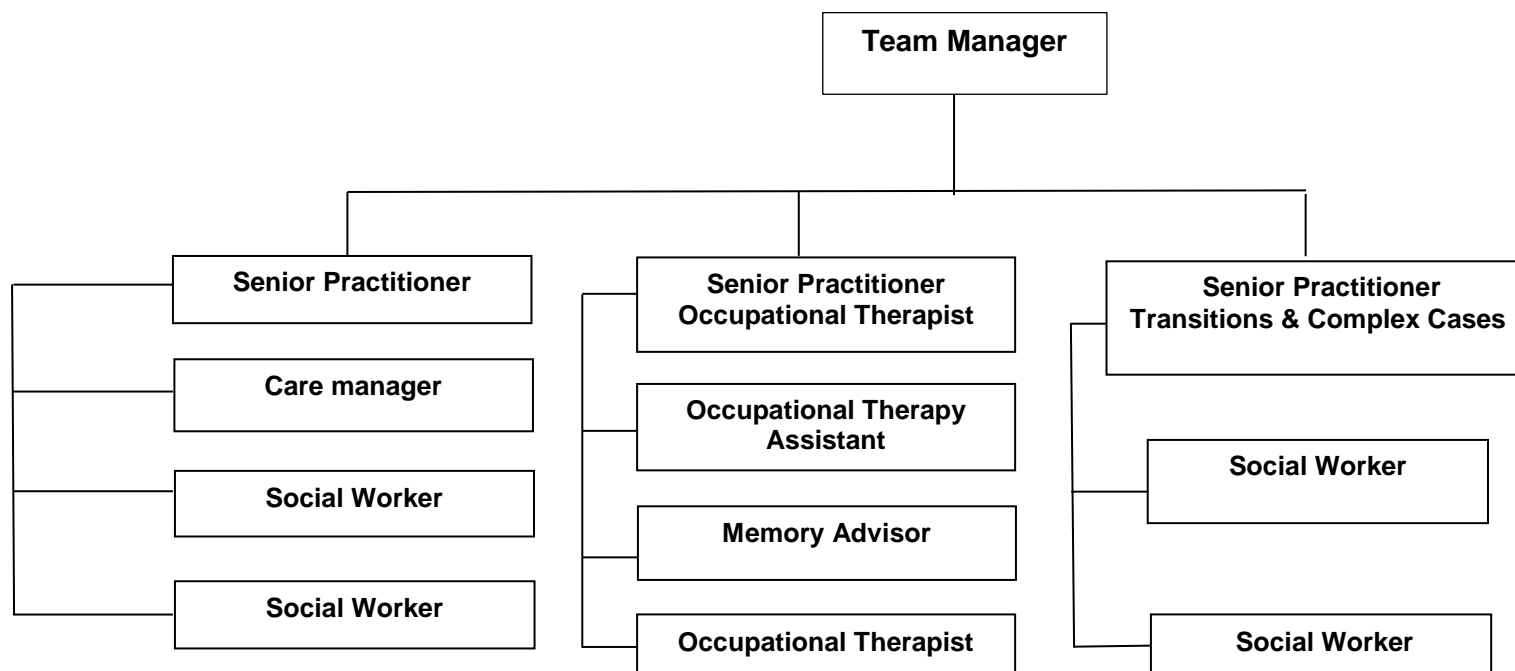 Team Manager
Senior Practitioner
Care manager
Social Worker
Social Worker
Senior Practitioner
Occupational Therapist
Occupational Therapy
Assistant
Memory Advisor
Occupational Therapist
Senior Practitioner
Transitions & Complex Cases
Social Worker
Social Worker